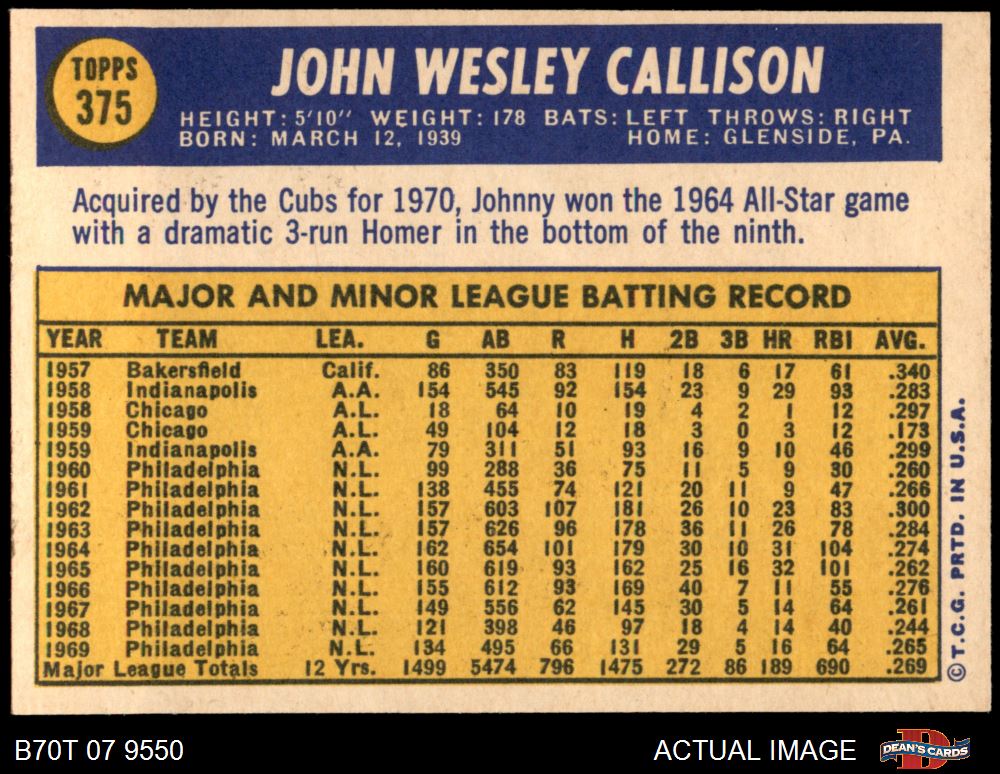 TOPPS
375
JOHN WESLEY CALLISON
HEIGHT: 5'10" WEIGHT: 178 BATS: LEFT THROWS: RIGHT
BORN: MARCH 12, 1939 HOME: GLENSIDE, PA.
Acquired by the Cubs for 1970, Johnny won the 1964 All-Star game
with a dramatic 3-run Homer in the bottom of the ninth.
MAJOR AND MINOR LEAGUE BATTING RECORD
YEAR TEAM LEA. G AB R H 2B 3B HR RBI AVG.
1957 Bakersfield Calif. 86 350 83 119 18 6 17 61 .340
1958 Indianapolis A.A. 154 545 92 154 23 9 29 93 .283
1958 Chicago A.L. 18 64 10 19 4 2 1 12 .297
1959 Chicago A.L. 49 104 12 18 3 0 3 12 .173
1959 Indianapolis A.A. 79 311 51 93 16 9 10 46 .299
1960 Philadelphia N.L. 99 288 36 75 11 5 9 30 .260
1961 Philadelphia N.L. 138 455 74 121 20 11 9 47 .266
1962 Philadelphia N.L. 157 603 107 181 26 10 23 83 .300
1963 Philadelphia N.L. 157 626 96 178 36 11 26 78 .284
1964 Philadelphia N.L. 162 654 101 179 30 10 31 104 .274
1965 Philadelphia N.L. 160 619 93 162 25 16 32 101 .262
1966 Philadelphia N.L. 155 612 93 169 40 7 11 55 .276
1967 Philadelphia N.L. 149 556 62 145 30 5 14 64 .261
1968 Philadelphia N.L. 121 398 46 97 18 4 14 40 .244
1969 Philadelphia N.L. 134 495 66 131 29 5 16 64 .265
Major League Totals 12 Yrs. 1499 5474 796 1475 272 86 189 690 .269
© T.C.G. PRTD. IN U.S.A.
B70T 07 9550 ACTUAL IMAGE
DEAN'S CARDS